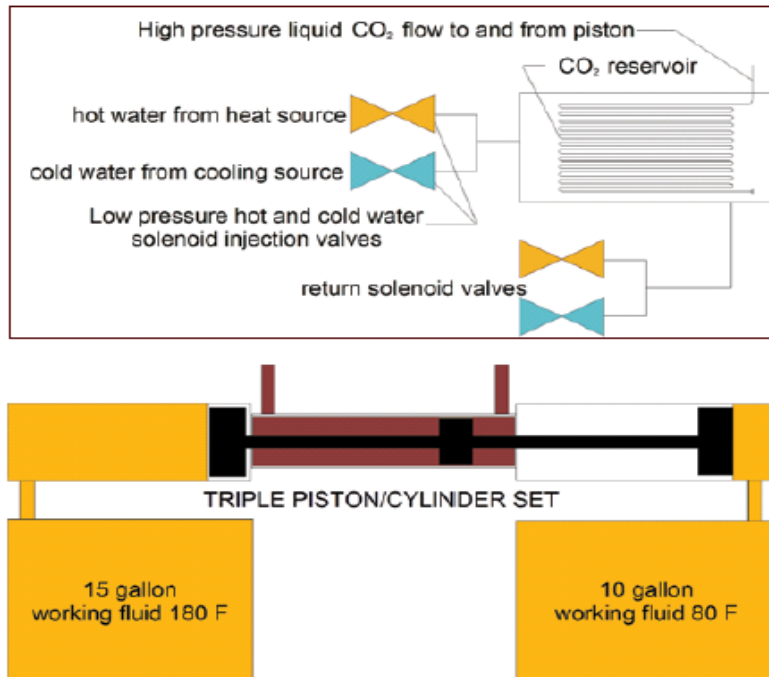 High pressure liquid CO₂ flow to and from piston
CO₂ reservoir
hot water from heat source
cold water from cooling source
Low pressure hot and cold water
solenoid injection valves
return solenoid valves
TRIPLE PISTON/CYLINDER SET
15 gallon
working fluid 180 F
10 gallon
working fluid 80 F